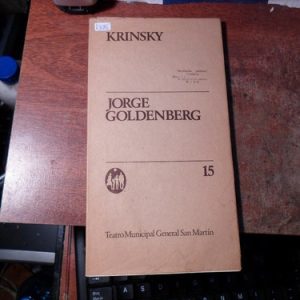 KRINSKY
JORGE
GOLDENBERG
15
Teatro Municipal General San Martín